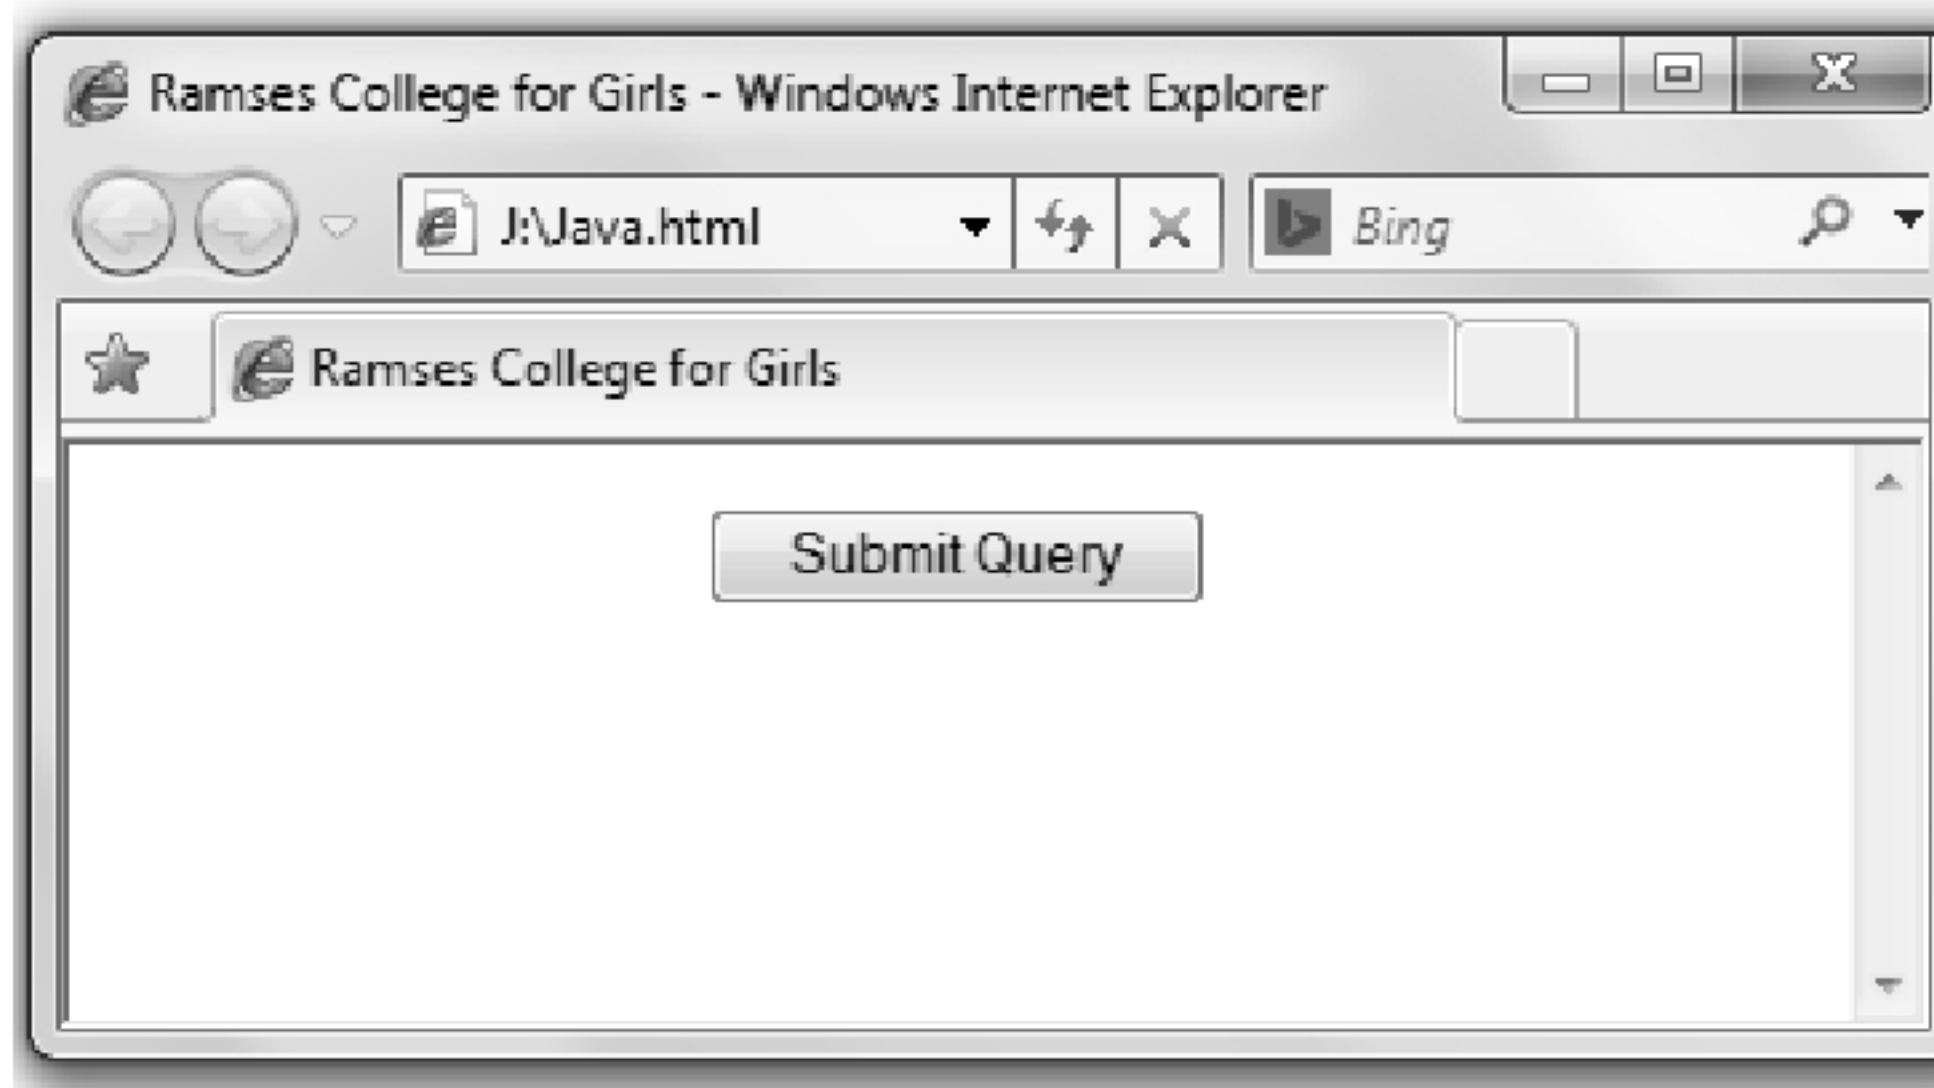 Ramses College for Girls - Windows Internet Explorer
J:\Java.html
Bing
Ramses College for Girls
Submit Query